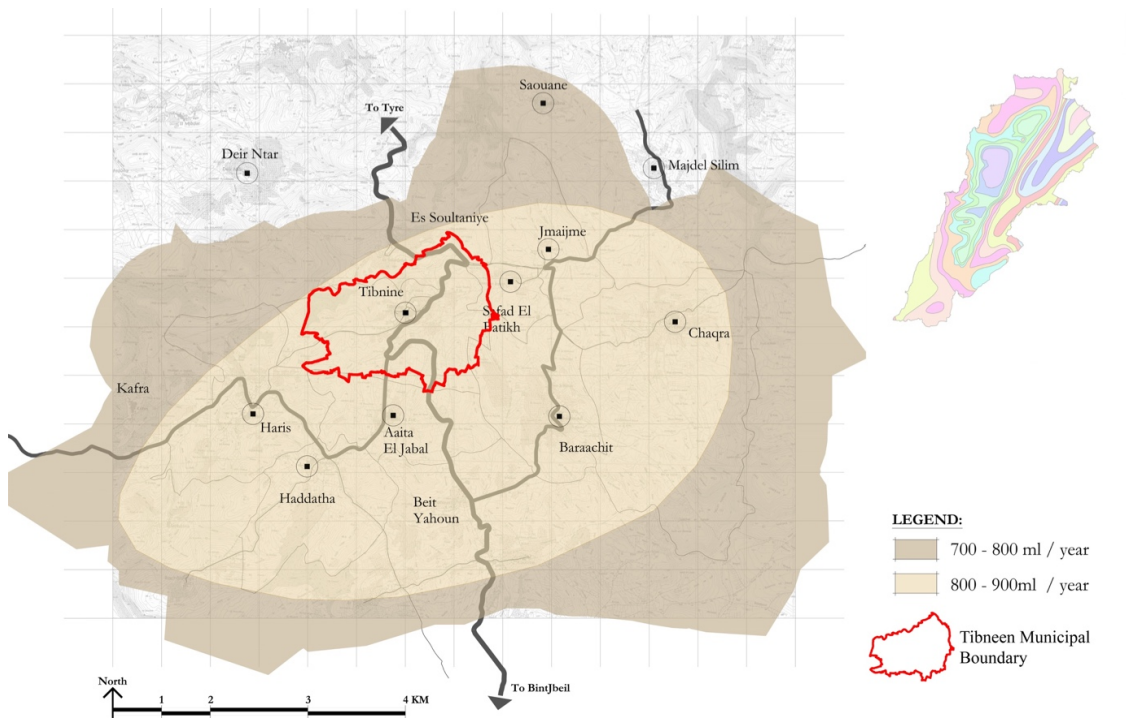 Saouane
To Tyre
Deir Ntar
Majdel Silim
Es Soultaniye
Jmaijme
Tibnine
Safad El
Batikh
Chaqra
Kafra
Haris
Aaita
El Jabal
Baraachit
Haddatha
Beit
Yahoun
LEGEND:
700 - 800 ml / year
800 - 900ml / year
Tibneen Municipal
Boundary
North
To BintJbeil
1 2 3 4 KM